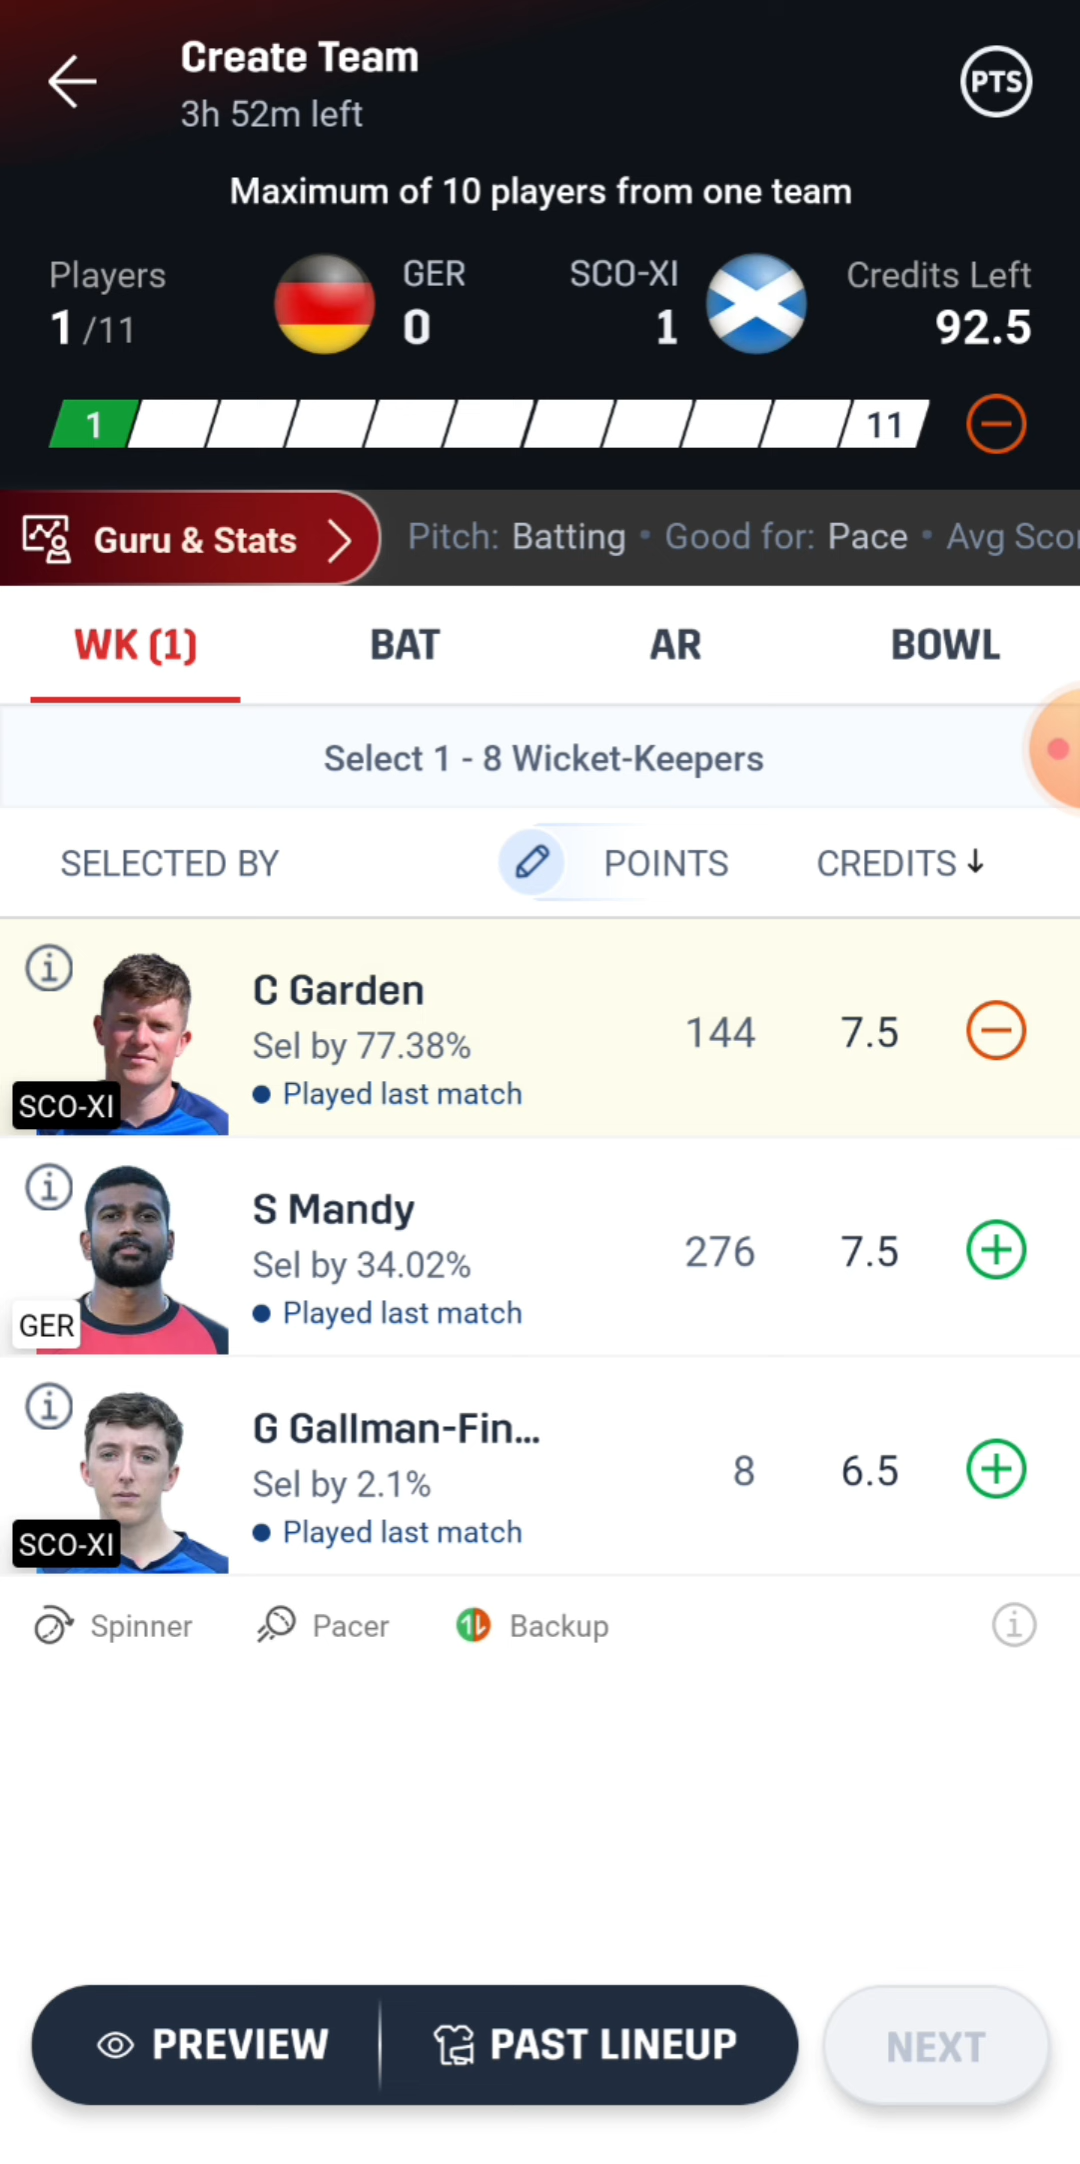 Create Team
3h 52m left
PTS
Maximum of 10 players from one team
Players
1 /11
GER
0
SCO-XI
1
Credits Left
92.5
1
11
Guru & Stats
Pitch: Batting • Good for: Pace • Avg Sco
WK (1)
BAT
AR
BOWL
Select 1 - 8 Wicket-Keepers
SELECTED BY
POINTS
CREDITS ↓
C Garden
Sel by 77.38%
Played last match
SCO-XI
144
7.5
S Mandy
Sel by 34.02%
Played last match
GER
276
7.5
G Gallman-Fin...
Sel by 2.1%
Played last match
SCO-XI
8
6.5
Spinner
Pacer
Backup
PREVIEW
PAST LINEUP
NEXT